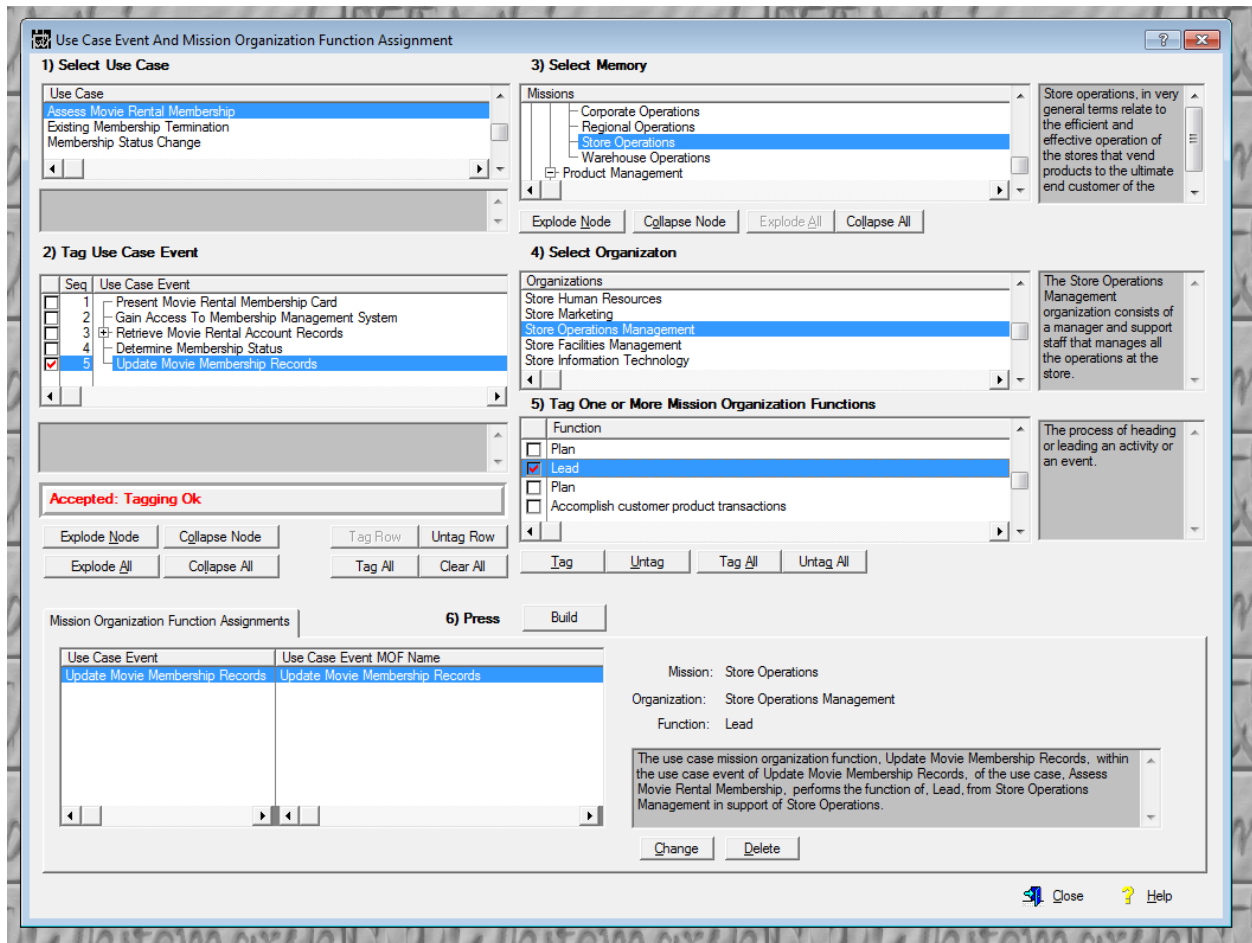 Use Case Event And Mission Organization Function Assignment
1) Select Use Case
Use Case
Assess Movie Rental Membership
Existing Membership Termination
Membership Status Change
2) Tag Use Case Event
Seq Use Case Event
1 Present Movie Rental Membership Card
2 Gain Access To Membership Management System
3 Retrieve Movie Rental Account Records
4 Determine Membership Status
5 Update Movie Membership Records
Accepted: Tagging Ok
Explode Node Collapse Node Tag Row Untag Row
Explode All Collapse All Tag All Clear All
3) Select Memory
Missions
Corporate Operations
Regional Operations
Store Operations
Warehouse Operations
Product Management
Store operations, in very
general terms relate to
the efficient and
effective operation of
the stores that vend
products to the ultimate
end customer of the
Explode Node Collapse Node Explode All Collapse All
4) Select Organizaton
Organizations
Store Human Resources
Store Marketing
Store Operations Management
Store Facilities Management
Store Information Technology
The Store Operations
Management
organization consists of
a manager and support
staff that manages all
the operations at the
store.
5) Tag One or More Mission Organization Functions
Function
Plan
Lead
Plan
Accomplish customer product transactions
The process of heading
or leading an activity or
an event.
Tag Untag Tag All Untag All
6) Press Build
Mission Organization Function Assignments
Use Case Event Use Case Event MOF Name
Update Movie Membership Records Update Movie Membership Records
Mission: Store Operations
Organization: Store Operations Management
Function: Lead
The use case mission organization function, Update Movie Membership Records, within
the use case event of Update Movie Membership Records, of the use case, Assess
Movie Rental Membership, performs the function of, Lead, from Store Operations
Management in support of Store Operations.
Change Delete
Close Help